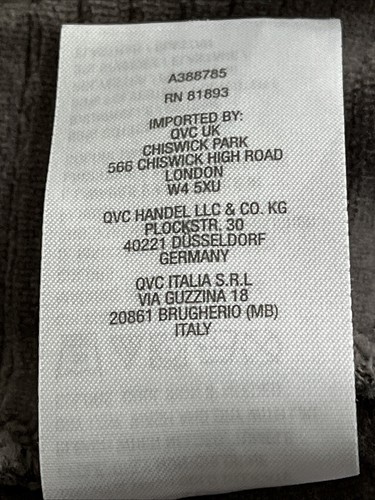 A388785
RN 81893
IMPORTED BY:
QVC UK
CHISWICK PARK
566 CHISWICK HIGH ROAD
LONDON
W4 5XU
QVC HANDEL LLC & CO. KG
PLOCKSTR. 30
40221 DÜSSELDORF
GERMANY
QVC ITALIA S.R.L
VIA GUZZINA 18
20861 BRUGHERIO (MB)
ITALY